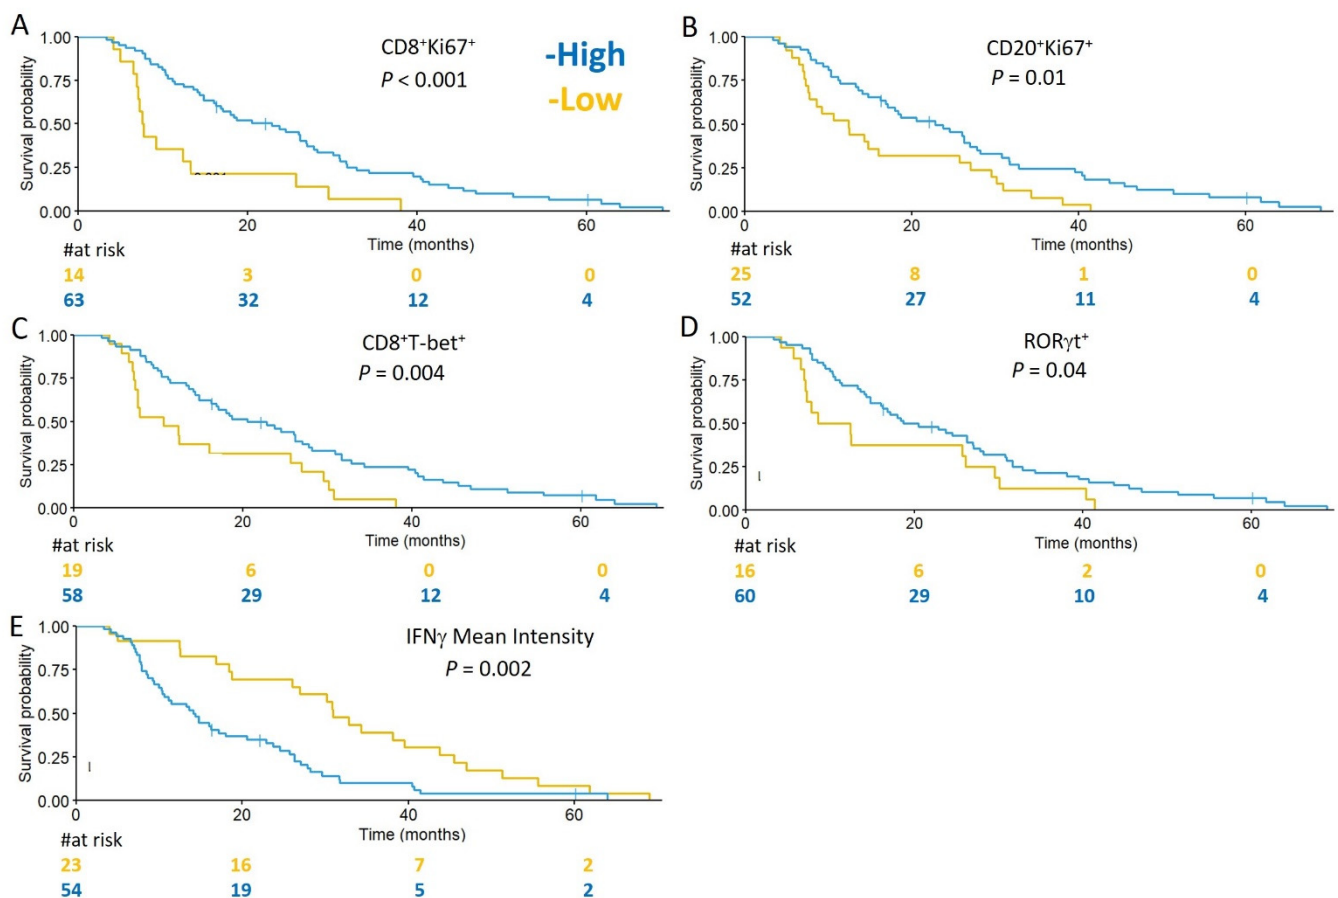 A
CD8⁺Ki67⁺
P < 0.001
-High
-Low
Survival probability
1.00
0.75
0.50
0.25
0.00
0 20 40 60
Time (months)
#at risk
14 3 0 0
63 32 12 4
B
CD20⁺Ki67⁺
P = 0.01
Survival probability
1.00
0.75
0.50
0.25
0.00
0 20 40 60
Time (months)
#at risk
25 8 1 0
52 27 11 4
C
CD8⁺T-bet⁺
P = 0.004
Survival probability
1.00
0.75
0.50
0.25
0.00
0 20 40 60
Time (months)
#at risk
19 6 0 0
58 29 12 4
D
RORγt⁺
P = 0.04
Survival probability
1.00
0.75
0.50
0.25
0.00
0 20 40 60
Time (months)
#at risk
16 6 2 0
60 29 10 4
E
IFNγ Mean Intensity
P = 0.002
Survival probability
1.00
0.75
0.50
0.25
0.00
0 20 40 60
Time (months)
#at risk
23 16 7 2
54 19 5 2